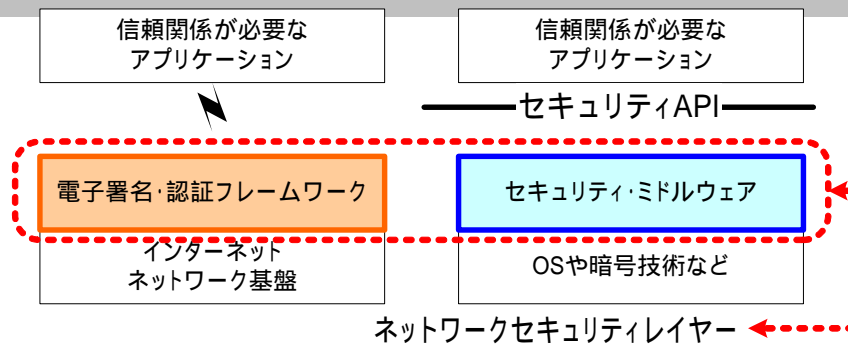 信頼関係が必要な
アプリケーション
信頼関係が必要な
アプリケーション
セキュリティAPI
電子署名・認証フレームワーク
セキュリティ・ミドルウェア
インターネット
ネットワーク基盤
OSや暗号技術など
ネットワークセキュリティレイヤー